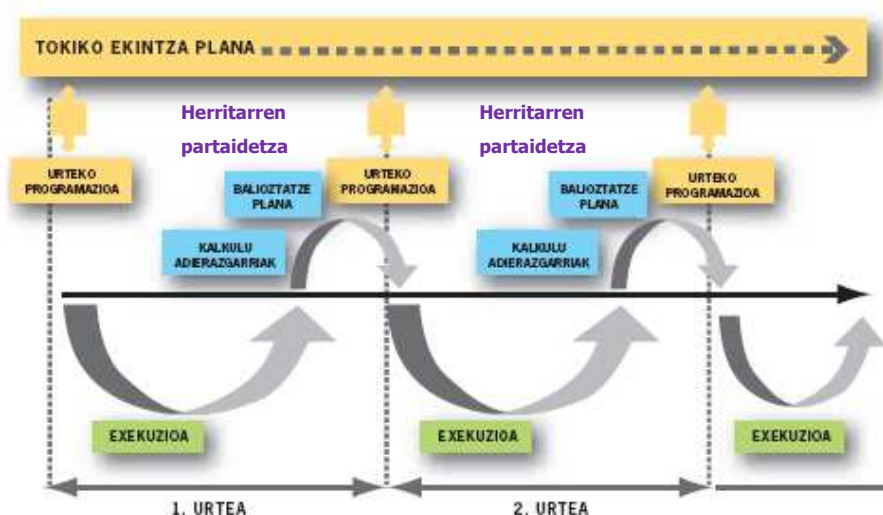 TOKIKO EKINTZA PLANA
Herritarren
partaidetza
Herritarren
partaidetza
URTEKO
PROGRAMAZIOA
BALIOZTATZE
PLANA
URTEKO
PROGRAMAZIOA
BALIOZTATZE
PLANA
URTEKO
PROGRAMAZIOA
KALKULU
ADIERAZGARRIAK
KALKULU
ADIERAZGARRIAK
EXEKUZIOA
EXEKUZIOA
EXEKUZIOA
1. URTEA
2. URTEA